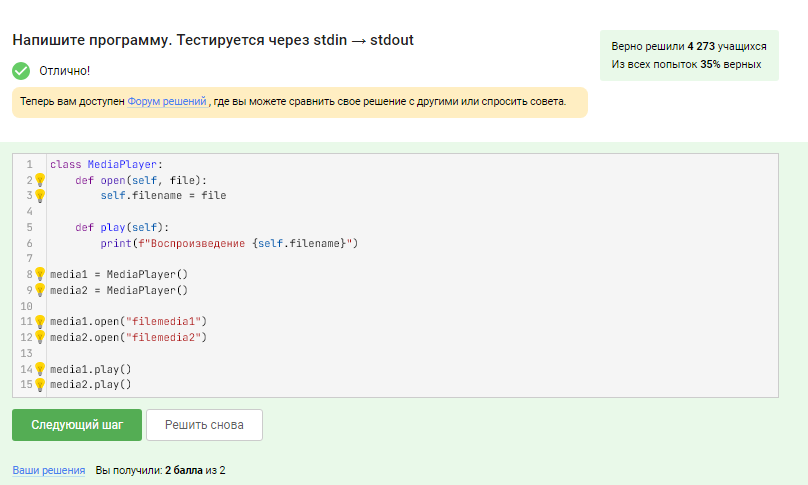 Напишите программу. Тестируется через stdin → stdout
Верно решили 4 273 учащихся
Из всех попыток 35% верных
Отлично!
Теперь вам доступен Форум решений, где вы можете сравнить свое решение с другими или спросить совета.
1 class MediaPlayer:
2     def open(self, file):
3         self.filename = file
4
5     def play(self):
6         print(f"Воспроизведение {self.filename}")
7
8 media1 = MediaPlayer()
9 media2 = MediaPlayer()
10
11 media1.open("filemedia1")
12 media2.open("filemedia2")
13
14 media1.play()
15 media2.play()
Следующий шаг Решить снова
Ваши решения Вы получили: 2 балла из 2